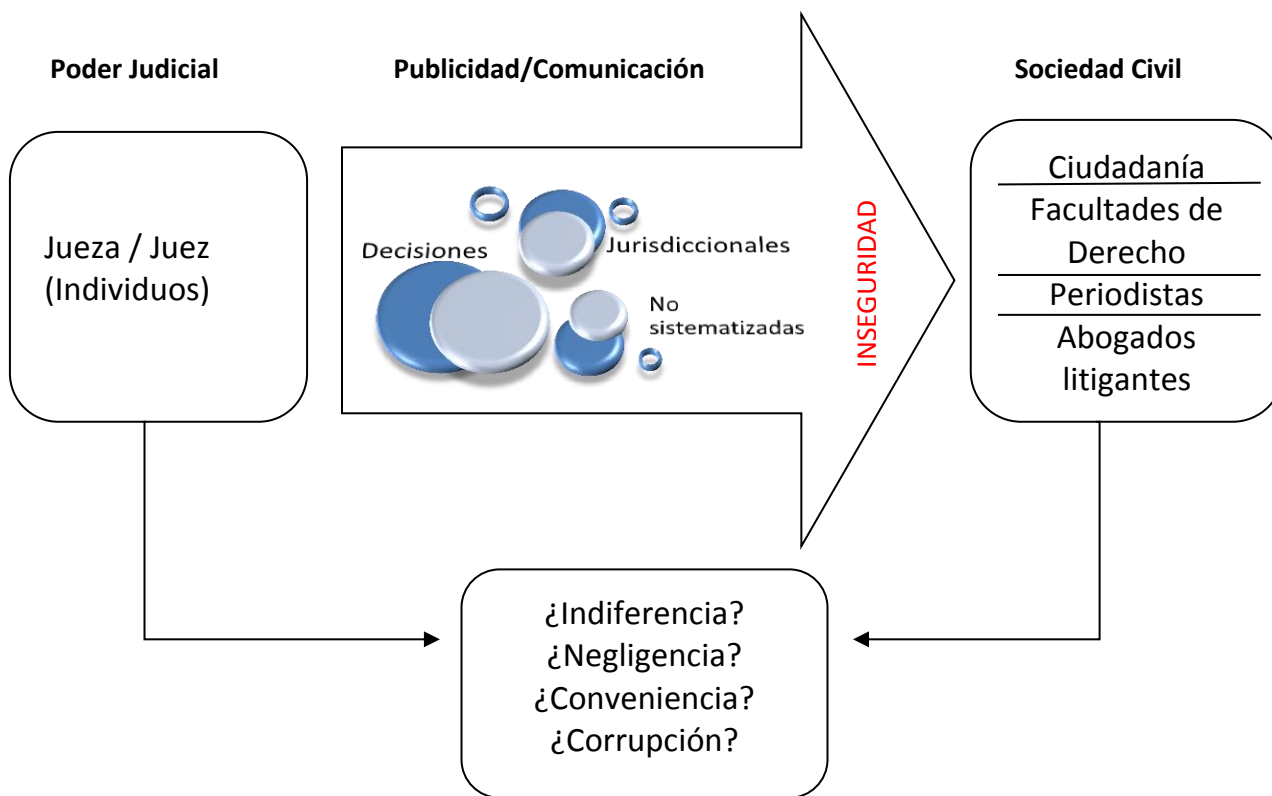 Poder Judicial
Publicidad/Comunicación
Sociedad Civil
Jueza / Juez
(Individuos)
Decisiones
Jurisdiccionales
No
sistematizadas
INSEGURIDAD
Ciudadanía
Facultades de
Derecho
Periodistas
Abogados
litigantes
¿Indiferencia?
¿Negligencia?
¿Conveniencia?
¿Corrupción?